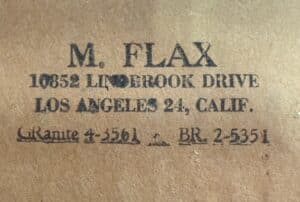 M. FLAX
10852 LINDBROOK DRIVE
LOS ANGELES 24, CALIF.
GRanite 4-3561 BR. 2-5351